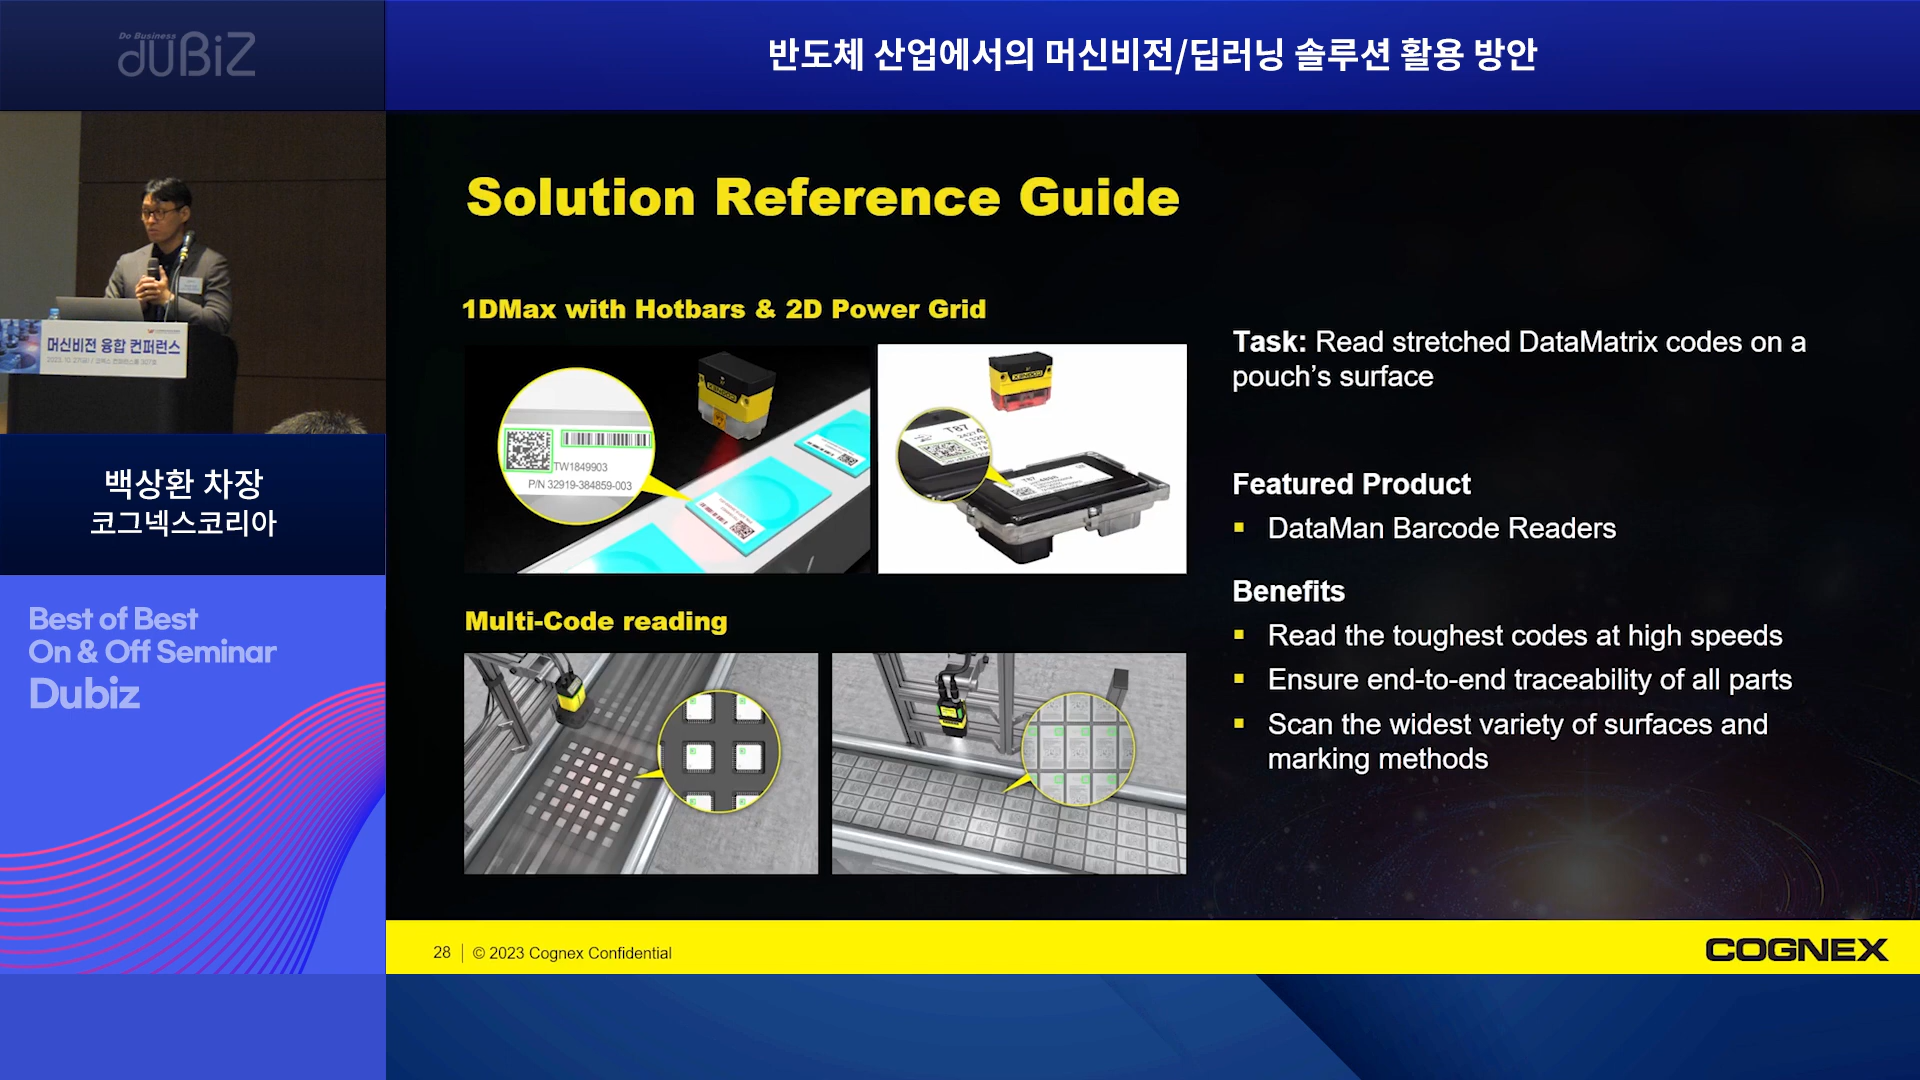 Do Business
duBiZ
반도체 산업에서의 머신비전/딥러닝 솔루션 활용 방안
머신비전 융합 컨퍼런스
백상환 차장
코그넥스코리아
Best of Best
On & Off Seminar
Dubiz
Solution Reference Guide
1DMax with Hotbars & 2D Power Grid
TW1849903
P/N 32919-384859-003
COGNEX
T87
Multi-Code reading
Task: Read stretched DataMatrix codes on a
pouch’s surface
Featured Product
▪ DataMan Barcode Readers
Benefits
▪ Read the toughest codes at high speeds
▪ Ensure end-to-end traceability of all parts
▪ Scan the widest variety of surfaces and
marking methods
28 | © 2023 Cognex Confidential
COGNEX